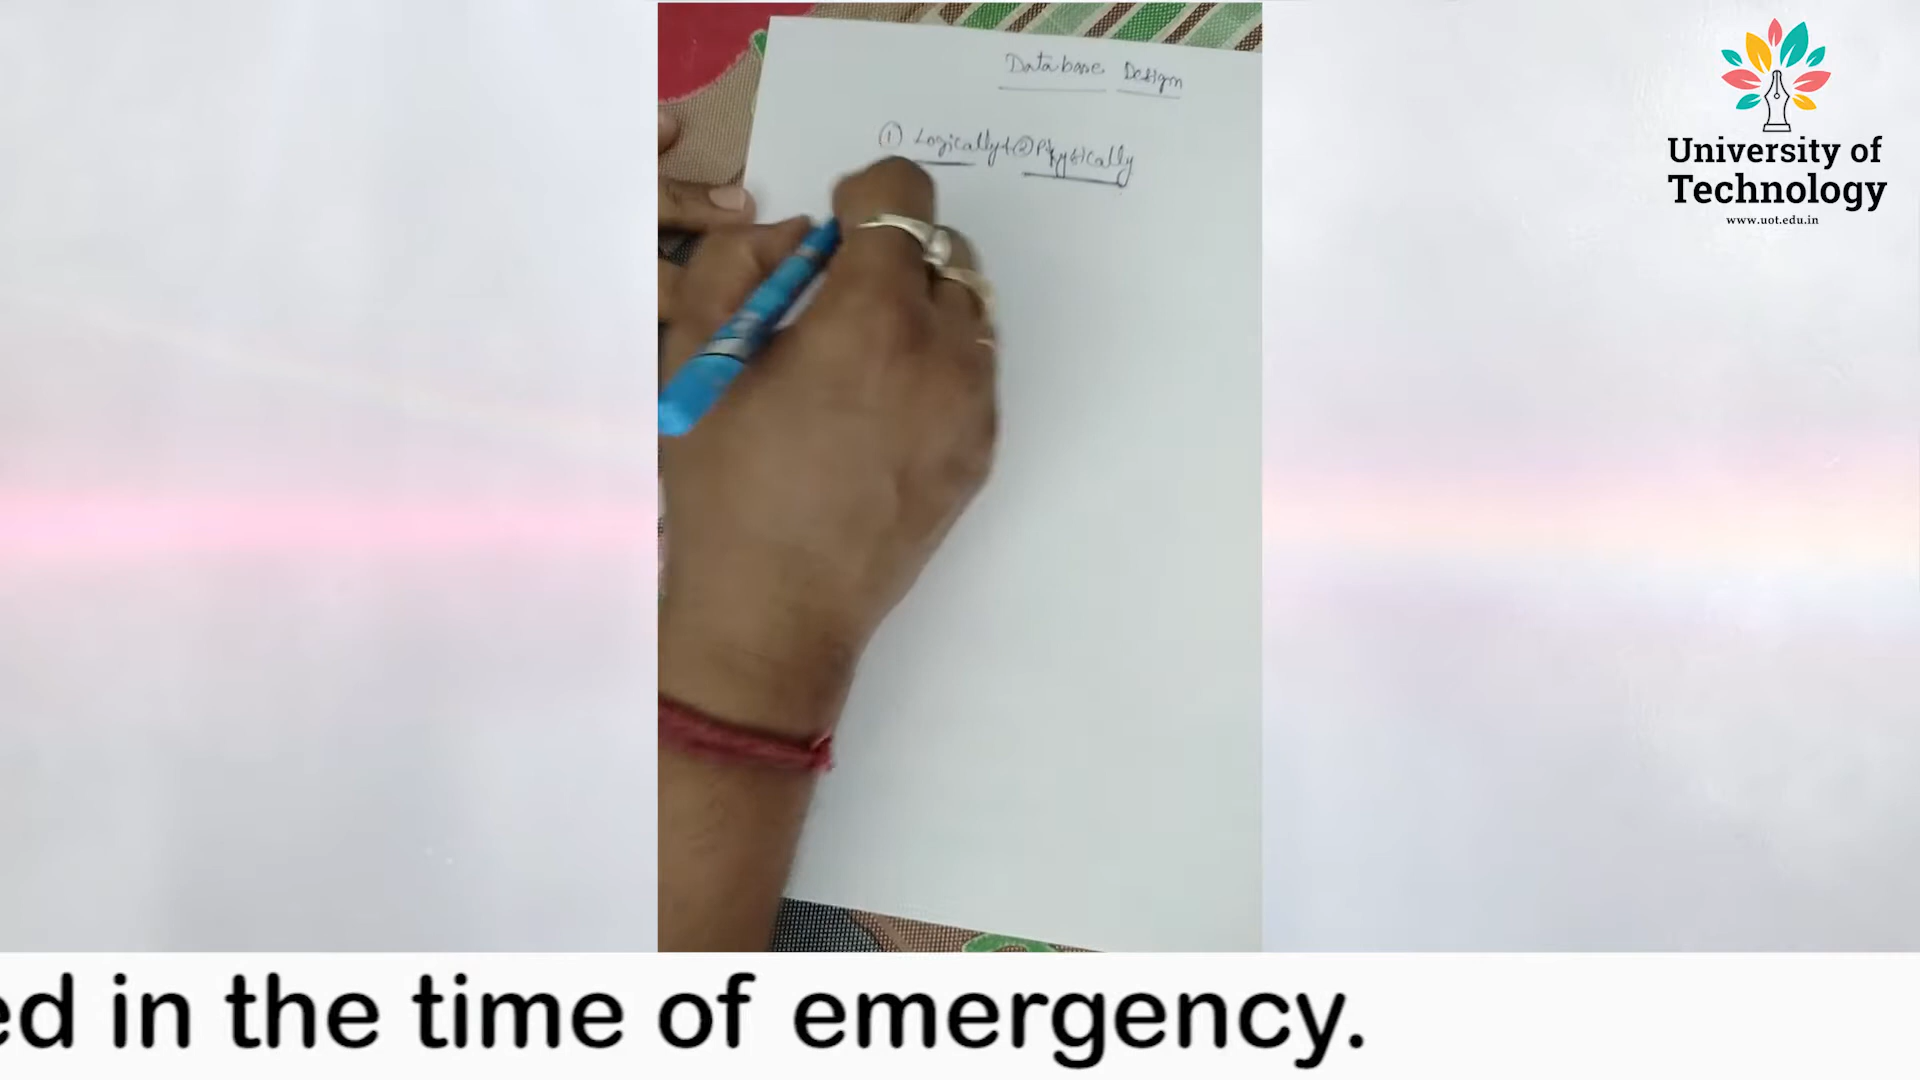 Database Design
① Logically + ② Physically
University of
Technology
www.uot.edu.in
ed in the time of emergency.